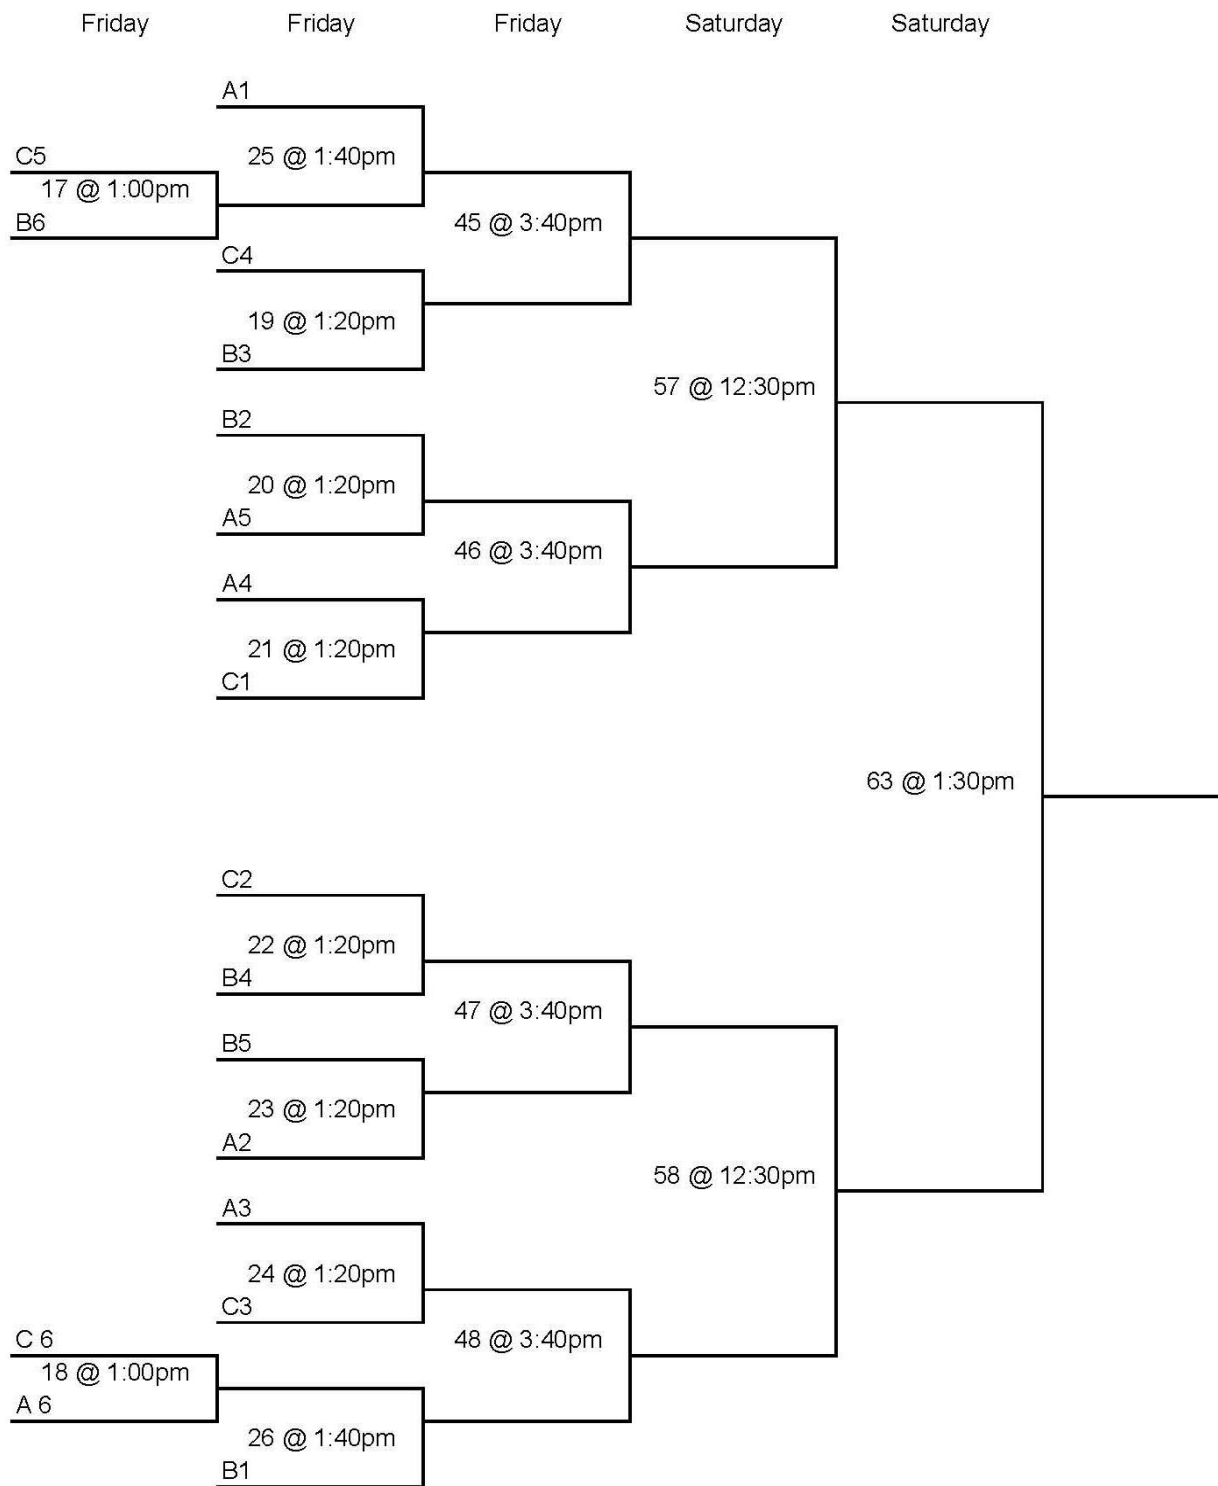 Friday Friday Friday Saturday Saturday
A1
C5
25 @ 1:40pm
17 @ 1:00pm
B6
45 @ 3:40pm
C4
19 @ 1:20pm
B3
57 @ 12:30pm
B2
20 @ 1:20pm
A5
46 @ 3:40pm
A4
21 @ 1:20pm
C1
63 @ 1:30pm
C2
22 @ 1:20pm
B4
47 @ 3:40pm
B5
23 @ 1:20pm
A2
58 @ 12:30pm
A3
24 @ 1:20pm
C3
C 6
48 @ 3:40pm
18 @ 1:00pm
A 6
26 @ 1:40pm
B1